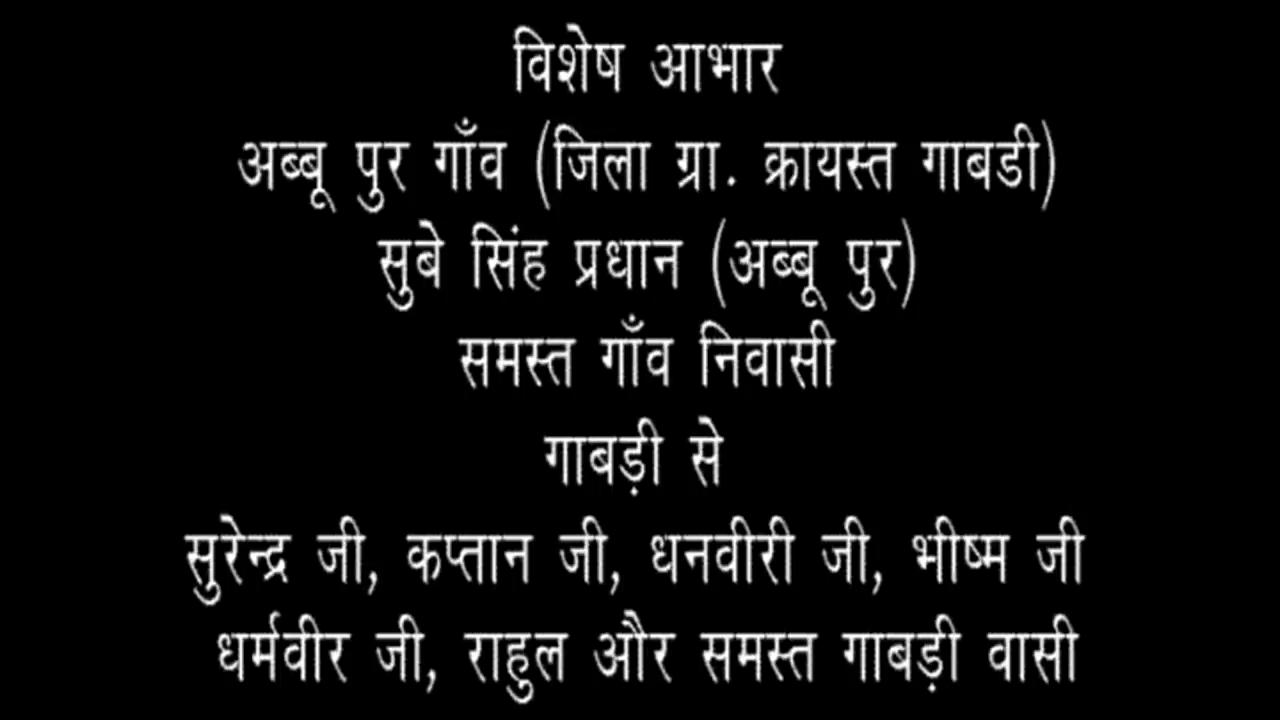 विशेष आभार
अब्बू पुर गाँव (जिला ग्रा. क्रायस्त गाबडी)
सुबे सिंह प्रधान (अब्बू पुर)
समस्त गाँव निवासी
गाबड़ी से
सुरेन्द्र जी, कप्तान जी, धनवीरी जी, भीष्म जी
धर्मवीर जी, राहुल और समस्त गाबड़ी वासी